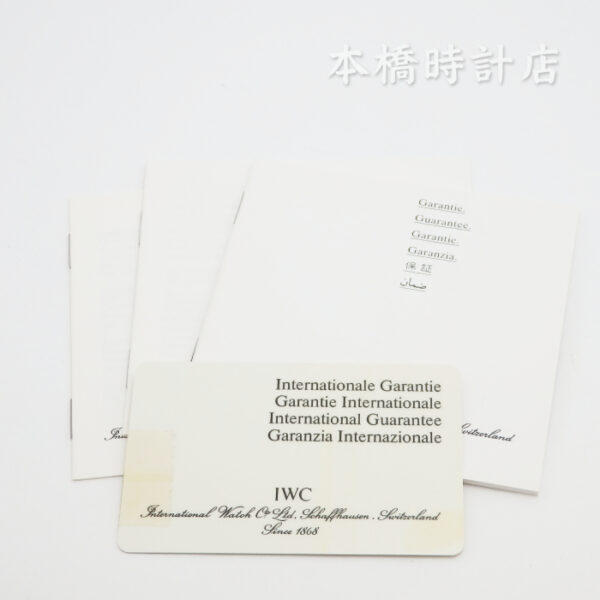 本橋時計店
Garantie.
Guarantee.
Garantie.
Garanzia.
保証
ضمان
Switzerland
Internationale Garantie
Garantie Internationale
International Guarantee
Garanzia Internazionale
IWC
International Watch Co Ltd. Schaffhausen . Switzerland
Since 1868